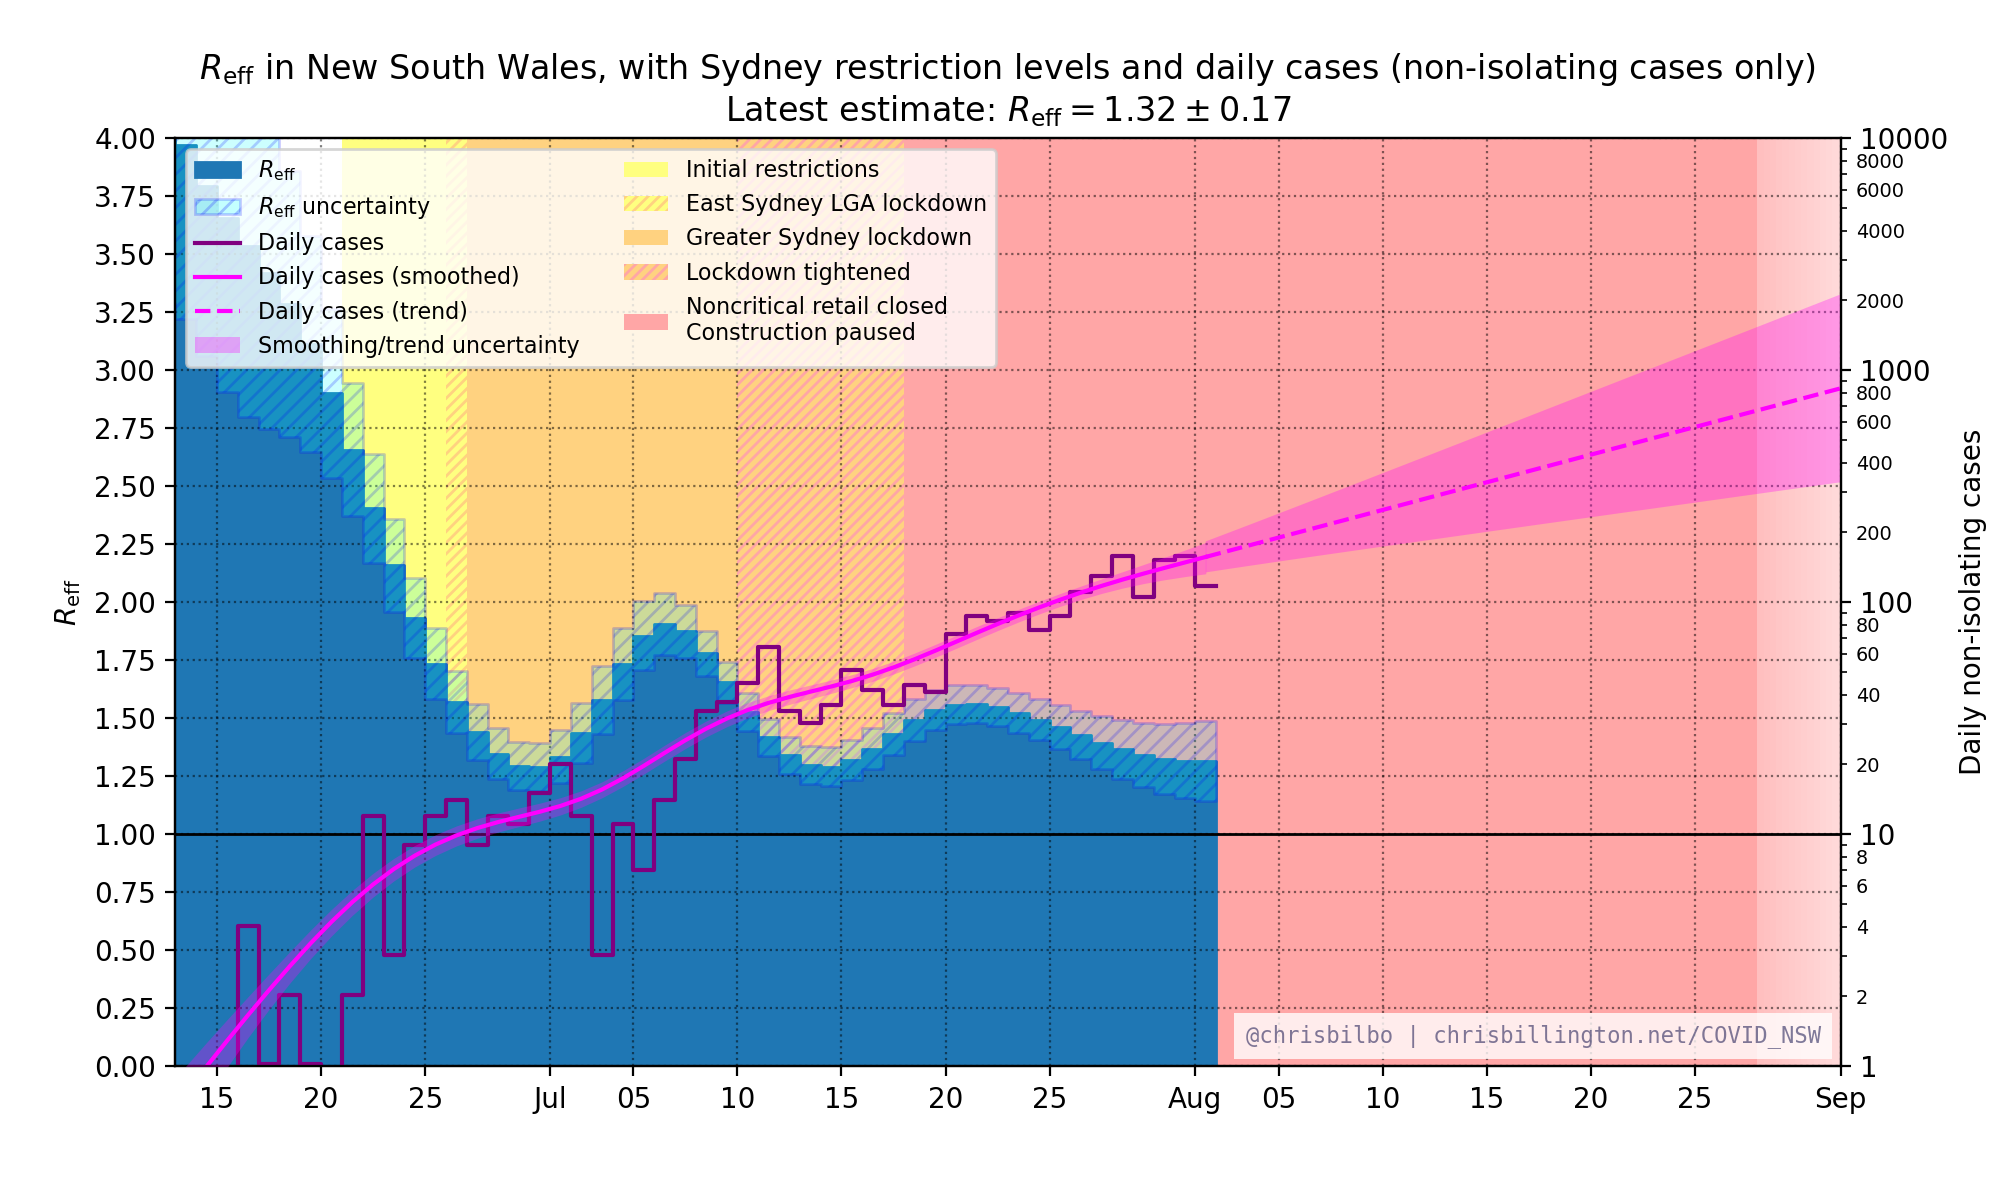 Reff in New South Wales, with Sydney restriction levels and daily cases (non-isolating cases only)
Latest estimate: Reff = 1.32 ± 0.17
Reff
Reff uncertainty
Daily cases
Daily cases (smoothed)
Daily cases (trend)
Smoothing/trend uncertainty
Initial restrictions
East Sydney LGA lockdown
Greater Sydney lockdown
Lockdown tightened
Noncritical retail closed
Construction paused
4.00
3.75
3.50
3.25
3.00
2.75
2.50
2.25
2.00
1.75
1.50
1.25
1.00
0.75
0.50
0.25
0.00
Reff
10000
8000
6000
4000
2000
1000
800
600
400
200
100
80
60
40
20
10
8
6
4
2
1
Daily non-isolating cases
@chrisbilbo | chrisbillington.net/COVID_NSW
15 20 25 Jul 05 10 15 20 25 Aug 05 10 15 20 25 Sep